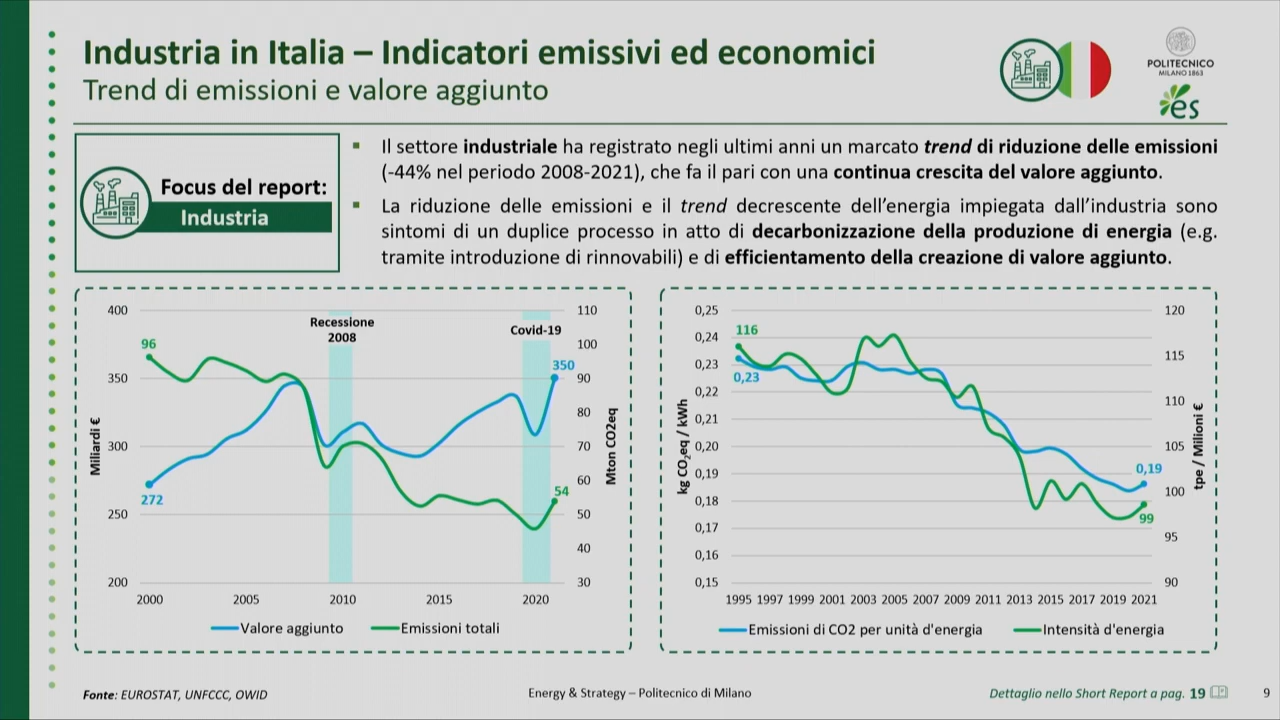 Industria in Italia – Indicatori emissivi ed economici
Trend di emissioni e valore aggiunto
POLITECNICO
MILANO 1863
es
Focus del report:
Industria
▪ Il settore industriale ha registrato negli ultimi anni un marcato trend di riduzione delle emissioni
(-44% nel periodo 2008-2021), che fa il pari con una continua crescita del valore aggiunto.
▪ La riduzione delle emissioni e il trend decrescente dell'energia impiegata dall'industria sono
sintomi di un duplice processo in atto di decarbonizzazione della produzione di energia (e.g.
tramite introduzione di rinnovabili) e di efficientamento della creazione di valore aggiunto.
400
350
300
250
200
Miliardi €
110
100
90
80
70
60
50
40
30
Mton CO2eq
Recessione
2008
Covid-19
96
272
350
54
2000 2005 2010 2015 2020
Valore aggiunto Emissioni totali
0,25
0,24
0,23
0,22
0,21
0,20
0,19
0,18
0,17
0,16
0,15
kg CO₂eq / kWh
120
115
110
105
100
95
90
tpe / Milioni €
116
0,23
0,19
99
1995 1997 1999 2001 2003 2005 2007 2009 2011 2013 2015 2017 2019 2021
Emissioni di CO2 per unità d'energia Intensità d'energia
Fonte: EUROSTAT, UNFCCC, OWID
Energy & Strategy – Politecnico di Milano
Dettaglio nello Short Report a pag. 19
9